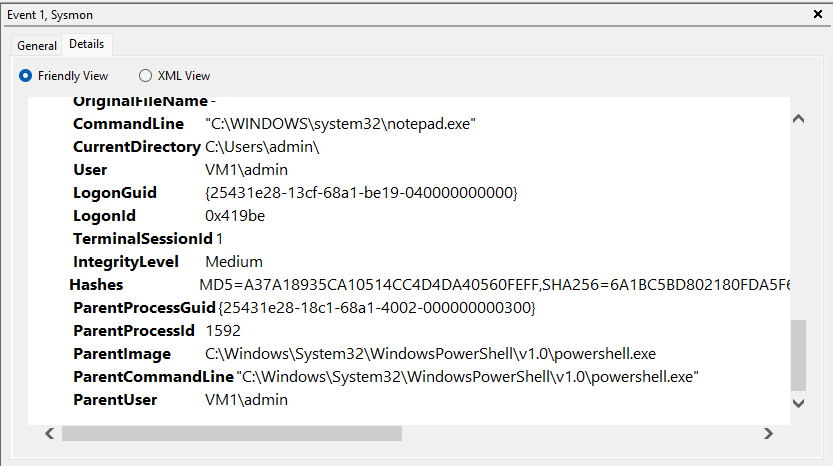 Event 1, Sysmon
General Details
Friendly View XML View
OriginalFileName -
CommandLine "C:\WINDOWS\system32\notepad.exe"
CurrentDirectory C:\Users\admin\
User VM1\admin
LogonGuid {25431e28-13cf-68a1-be19-040000000000}
LogonId 0x419be
TerminalSessionId 1
IntegrityLevel Medium
Hashes MD5=A37A18935CA10514CC4D4DA40560FEFF,SHA256=6A1BC5BD802180FDA5F6
ParentProcessGuid {25431e28-18c1-68a1-4002-000000000300}
ParentProcessId 1592
ParentImage C:\Windows\System32\WindowsPowerShell\v1.0\powershell.exe
ParentCommandLine "C:\Windows\System32\WindowsPowerShell\v1.0\powershell.exe"
ParentUser VM1\admin